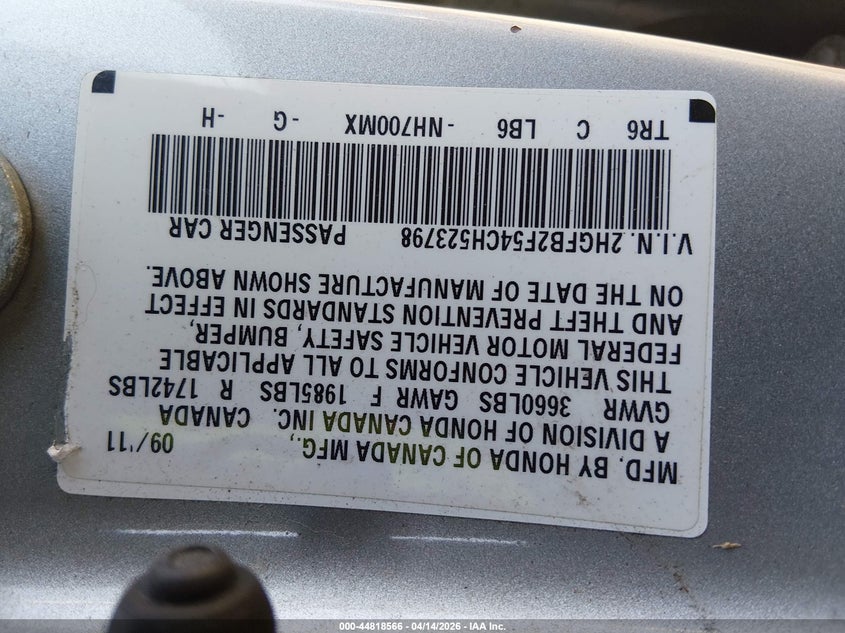 MFD. BY HONDA OF CANADA MFG.,
A DIVISION OF HONDA CANADA INC. CANADA 09/11
GVWR 3660LBS GAWR F 1985LBS R 1742LBS
THIS VEHICLE CONFORMS TO ALL APPLICABLE
FEDERAL MOTOR VEHICLE SAFETY, BUMPER,
AND THEFT PREVENTION STANDARDS IN EFFECT
ON THE DATE OF MANUFACTURE SHOWN ABOVE.
V.I.N. 2HGFB2F54CH523798 PASSENGER CAR
TR6 C LB6 -NH700MX -G -H
000-44818566 - 04/14/2026 - IAA Inc.